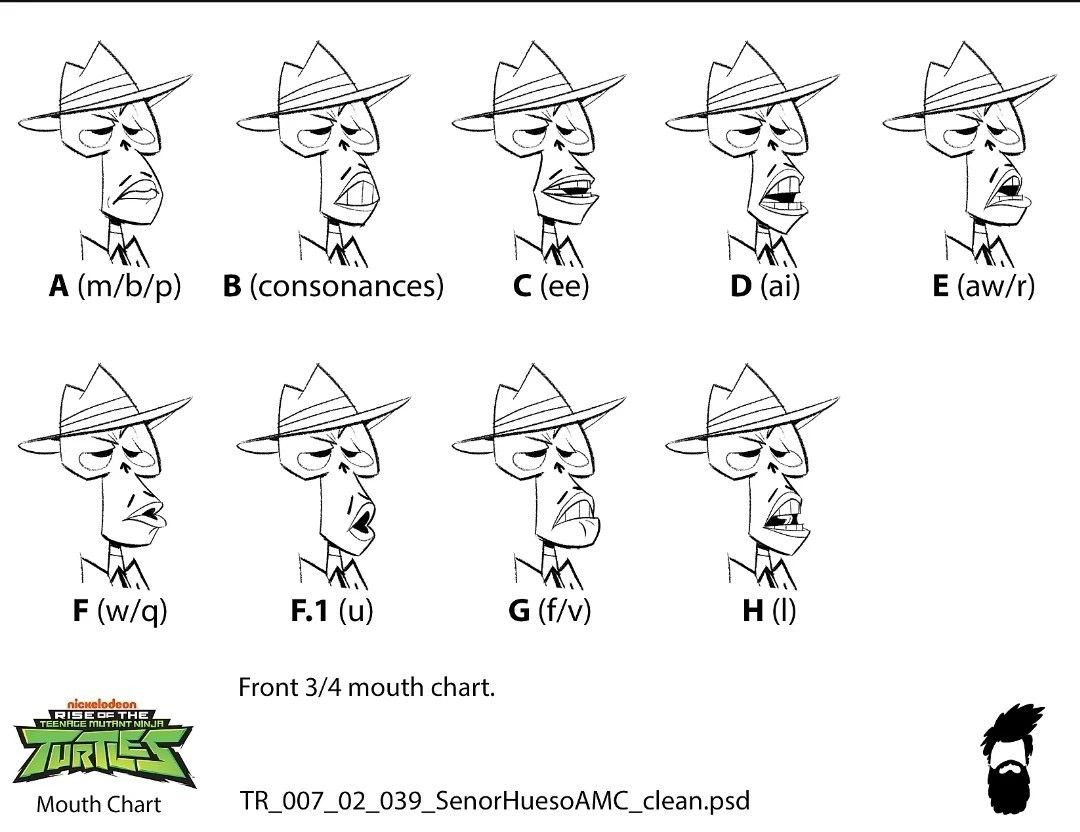 A (m/b/p) B (consonances) C (ee) D (ai) E (aw/r)
F (w/q) F.1 (u) G (f/v) H (l)
Front 3/4 mouth chart.
nickelodeon
RISE OF THE
TEENAGE MUTANT NINJA
TURTLES
Mouth Chart
TR_007_02_039_SenorHuesoAMC_clean.psd